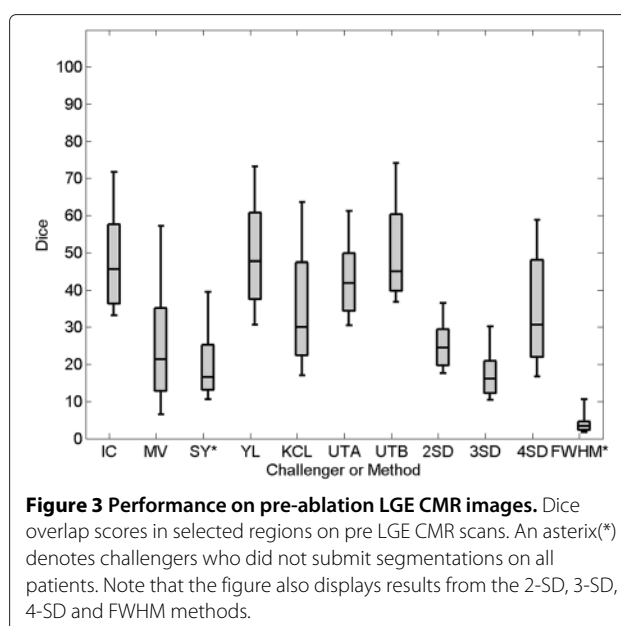 100
90
80
70
60
50
40
30
20
10
0
Dice
IC MV SY* YL KCL UTA UTB 2SD 3SD 4SD FWHM*
Challenger or Method
Figure 3 Performance on pre-ablation LGE CMR images. Dice
overlap scores in selected regions on pre LGE CMR scans. An asterix(*)
denotes challengers who did not submit segmentations on all
patients. Note that the figure also displays results from the 2-SD, 3-SD,
4-SD and FWHM methods.